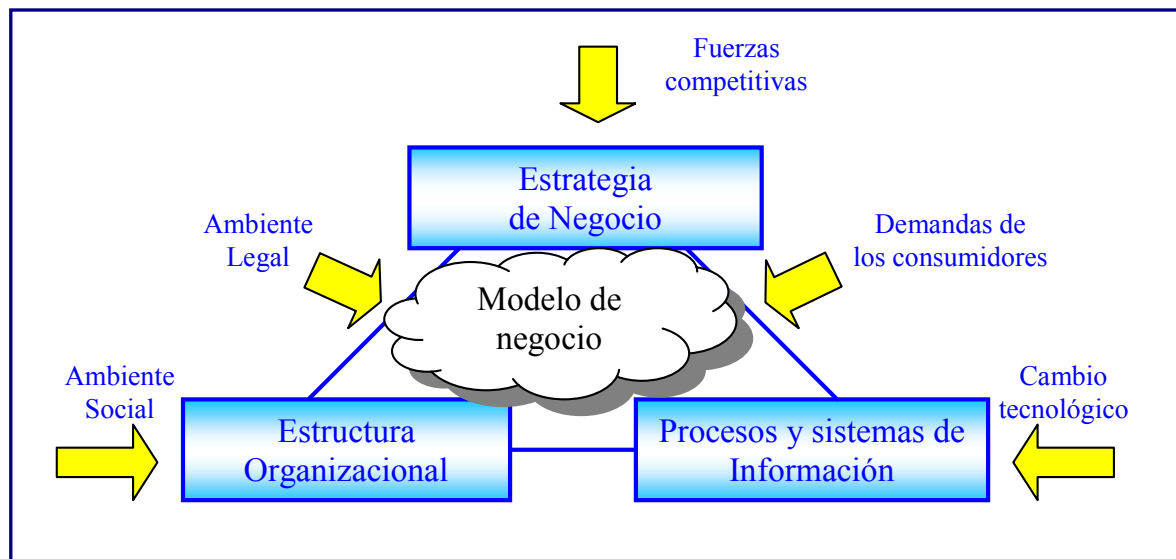 Fuerzas
competitivas
Estrategia
de Negocio
Ambiente
Legal
Demandas de
los consumidores
Modelo de
negocio
Ambiente
Social
Cambio
tecnológico
Estructura
Organizacional
Procesos y sistemas de
Información